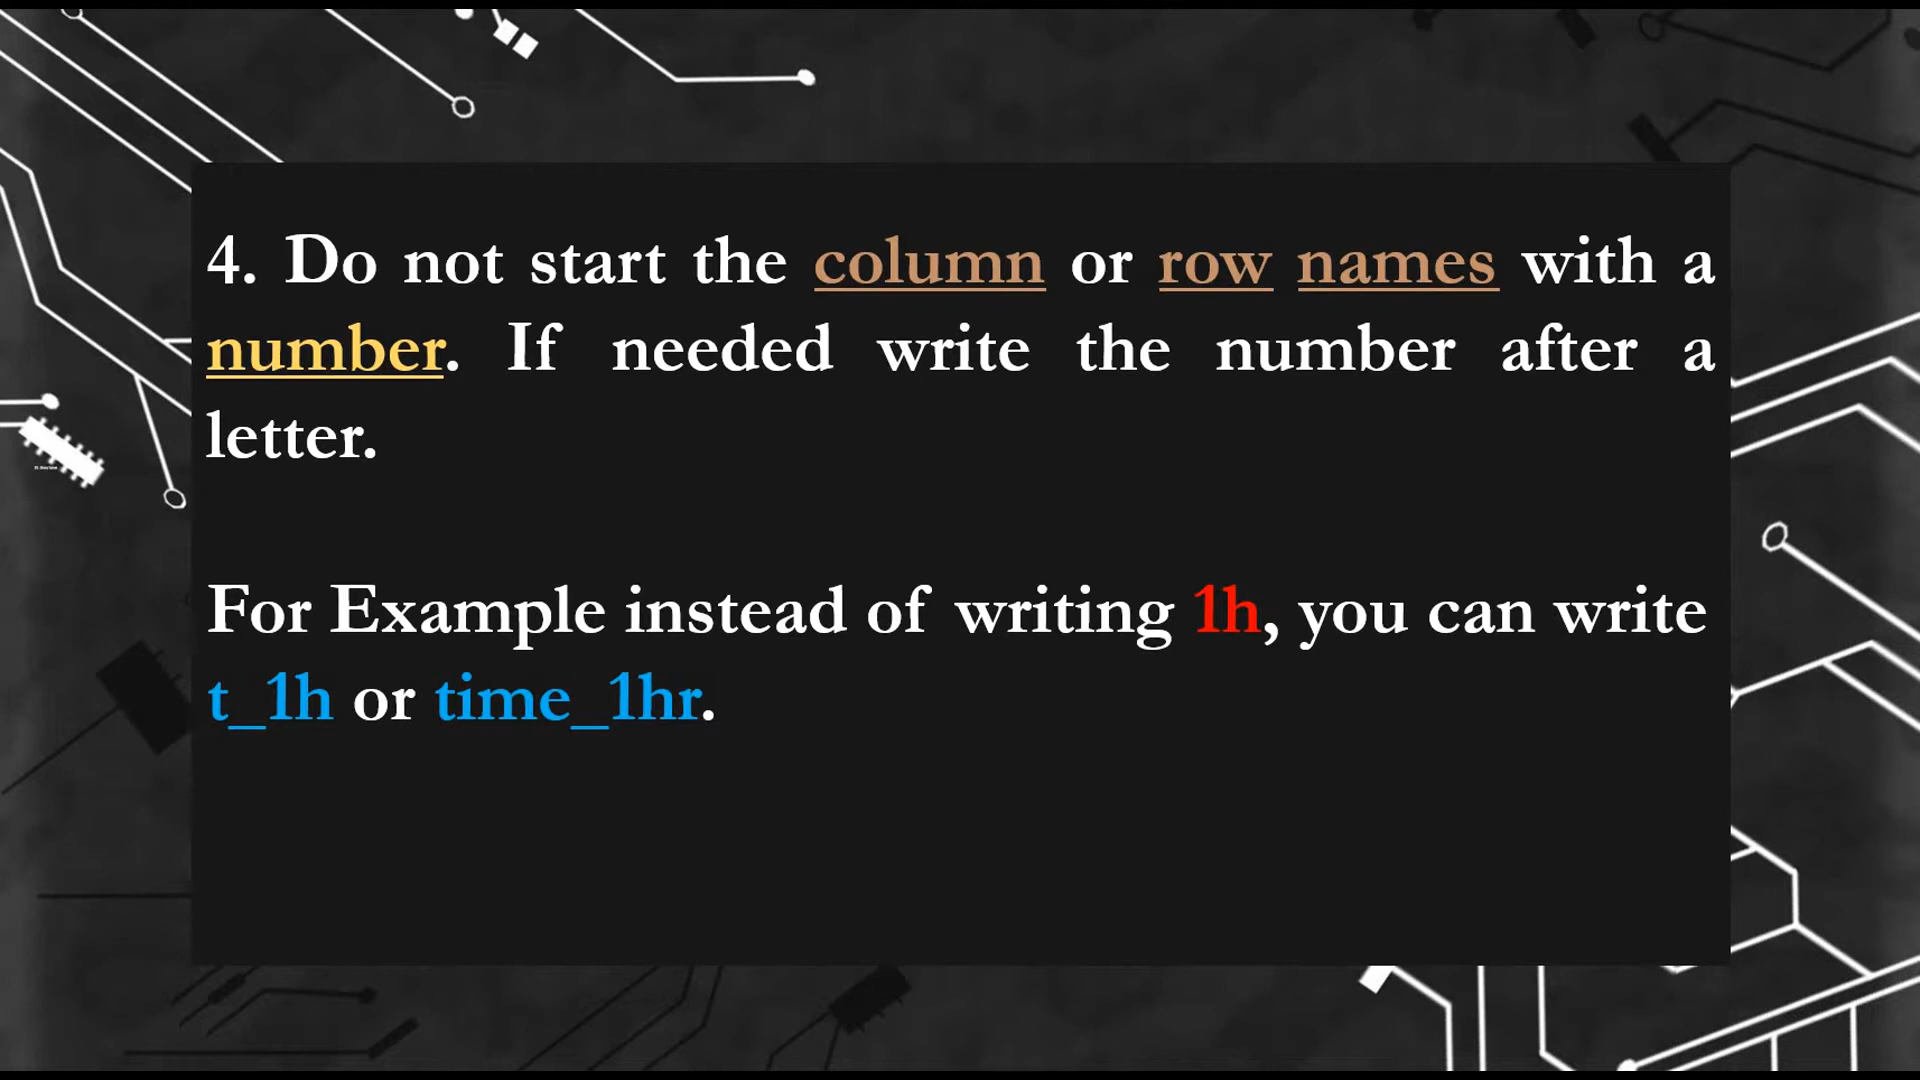 4. Do not start the column or row names with a
number. If needed write the number after a
letter.
For Example instead of writing 1h, you can write
t_1h or time_1hr.